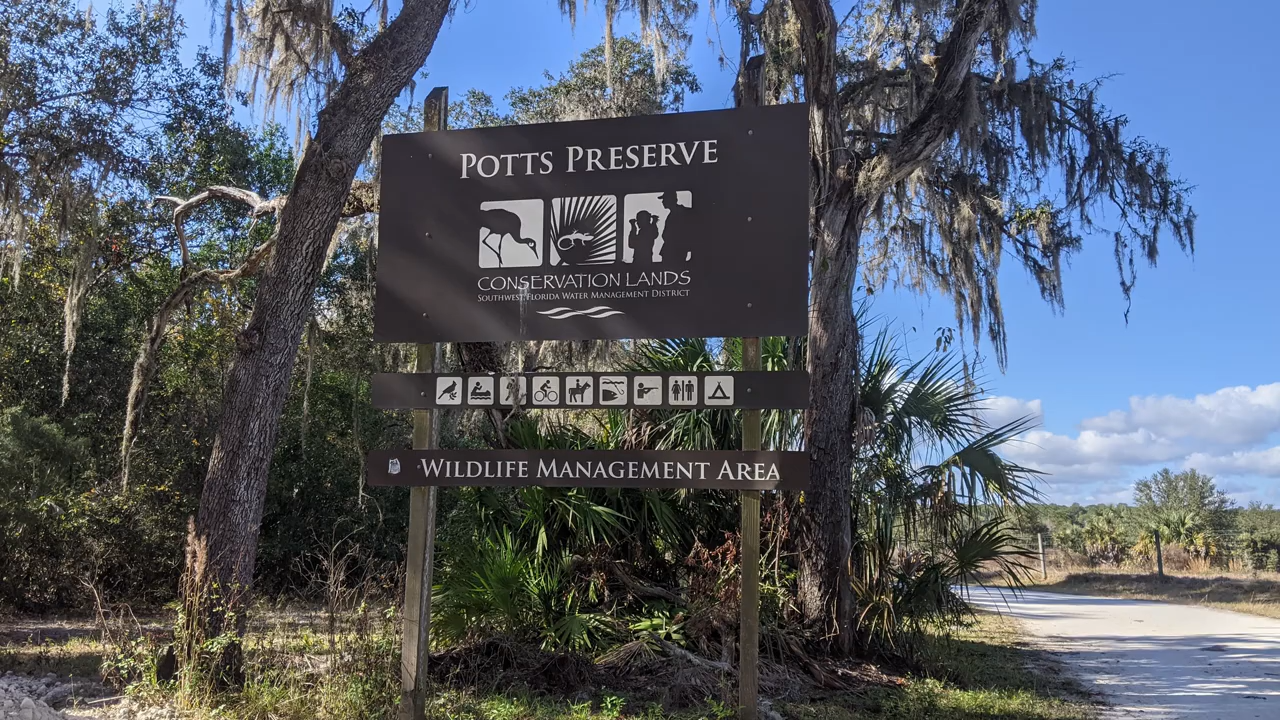 Potts Preserve
Conservation Lands
Southwest Florida Water Management District
Wildlife Management Area